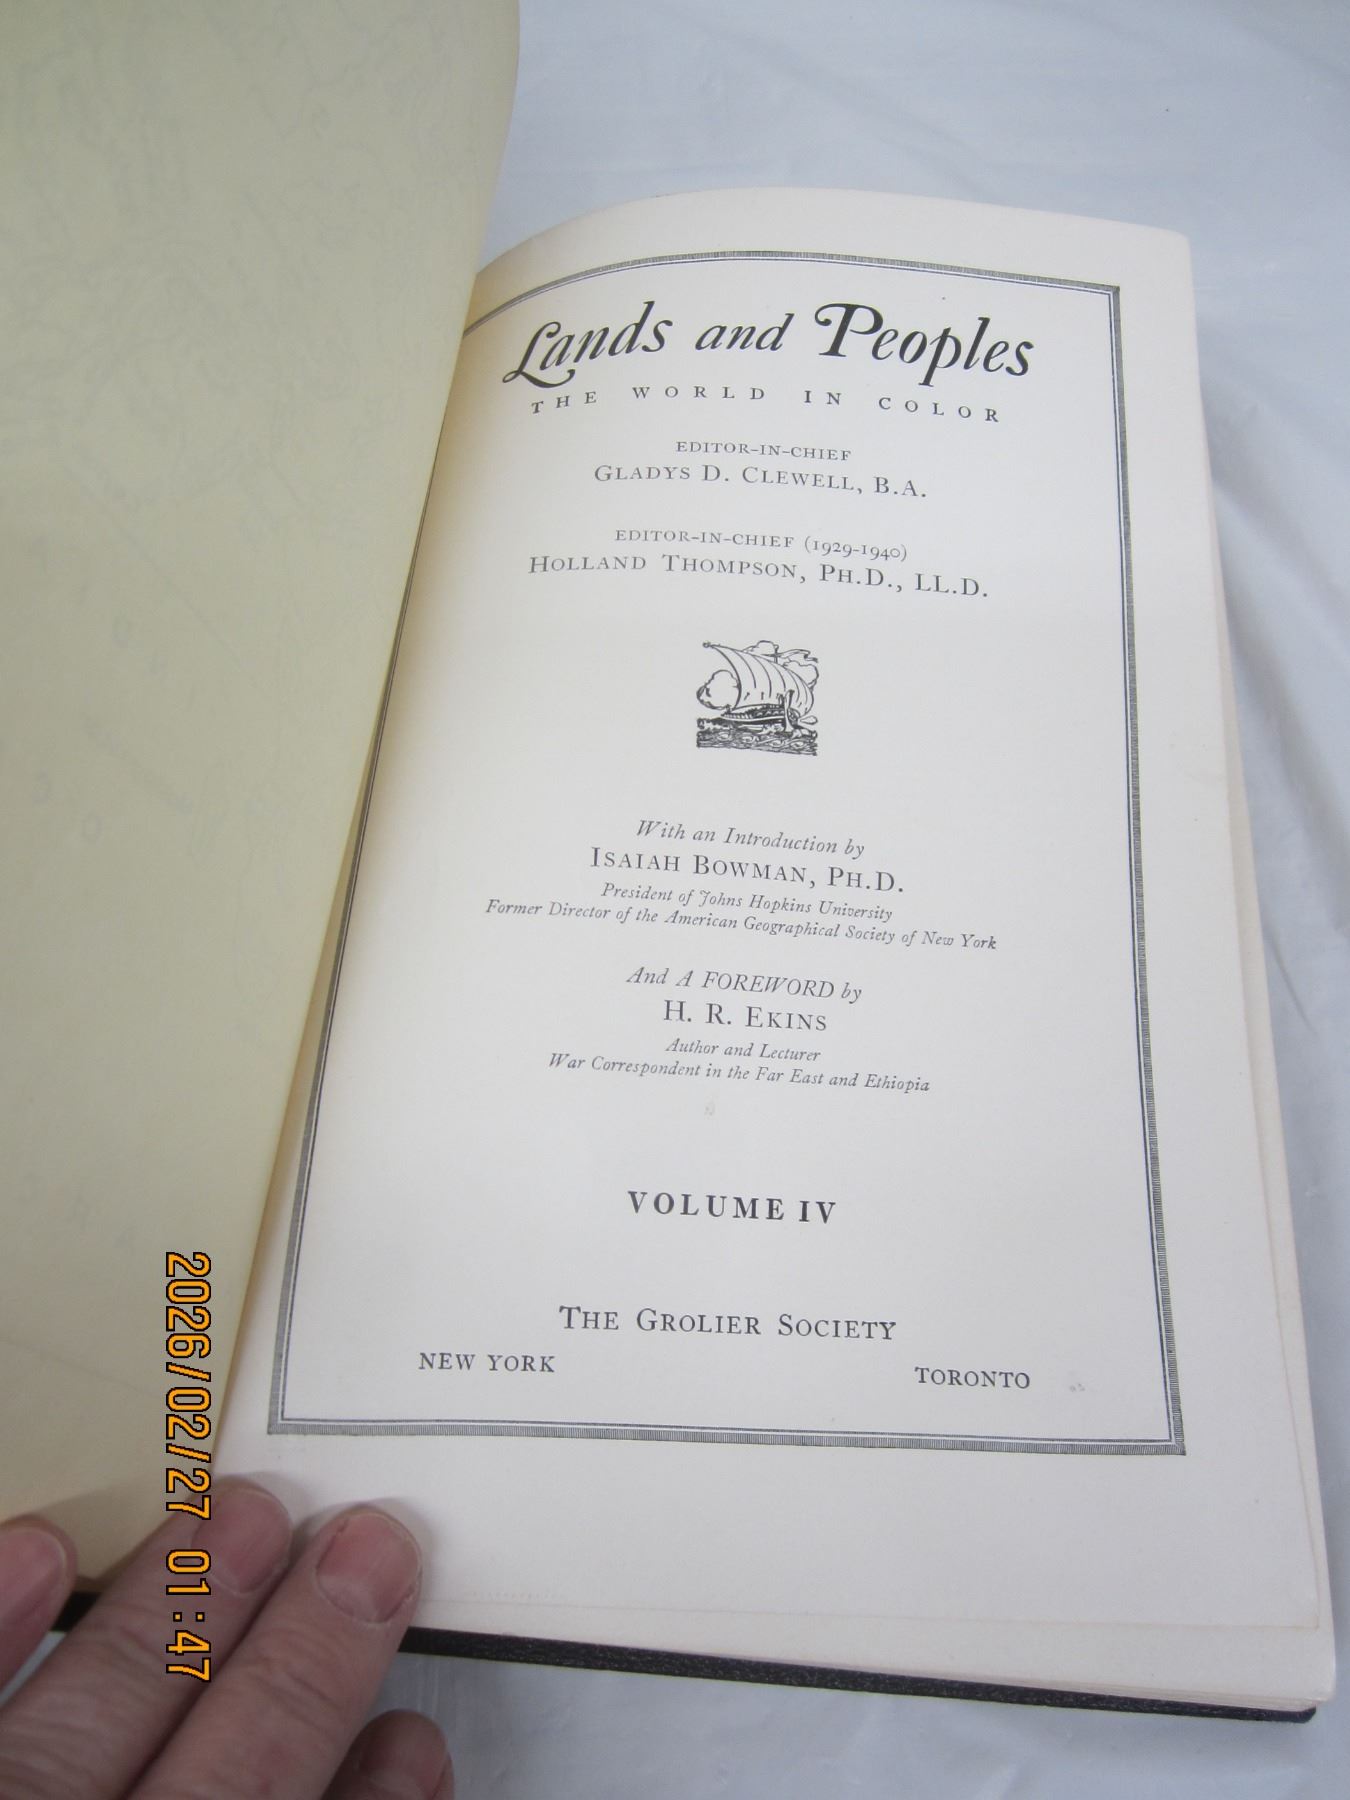 Lands and Peoples
THE WORLD IN COLOR
EDITOR-IN-CHIEF
GLADYS D. CLEWELL, B.A.
EDITOR-IN-CHIEF (1929-1940)
HOLLAND THOMPSON, PH.D., LL.D.
With an Introduction by
ISAIAH BOWMAN, PH.D.
President of Johns Hopkins University
Former Director of the American Geographical Society of New York
And A FOREWORD by
H. R. EKINS
Author and Lecturer
War Correspondent in the Far East and Ethiopia
VOLUME IV
THE GROLIER SOCIETY
NEW YORK TORONTO
2026/02/27 01:47